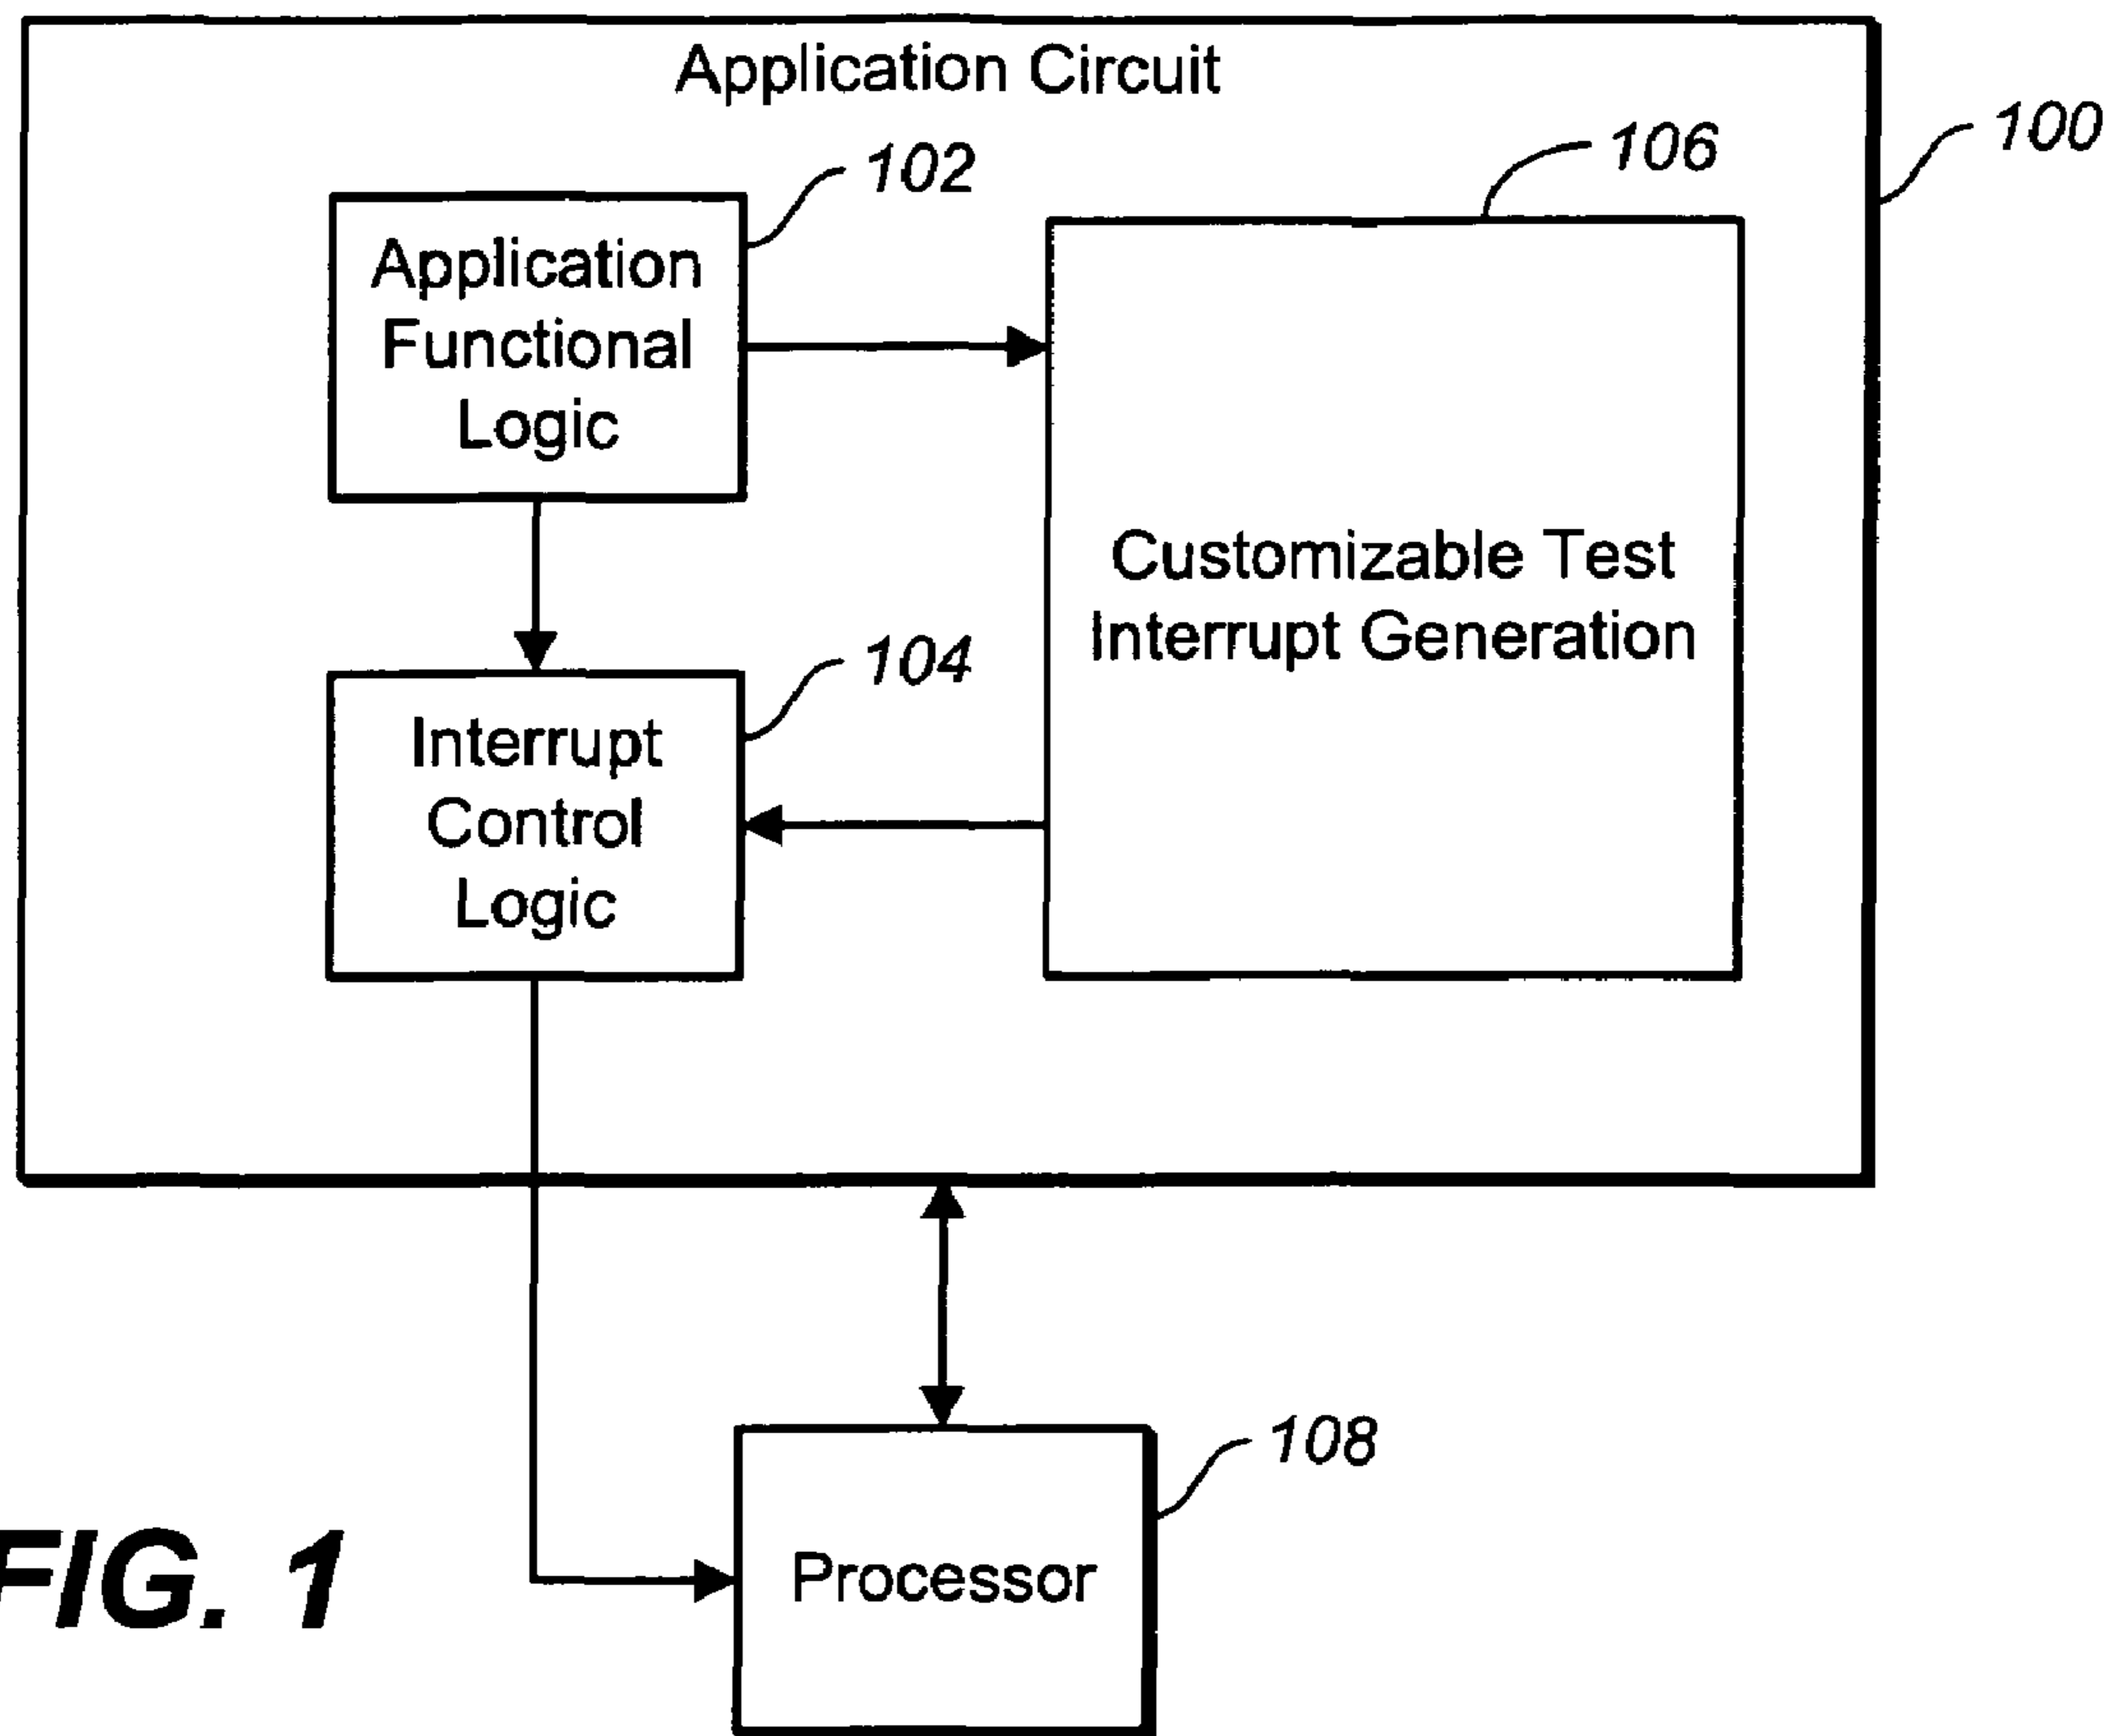 Application Circuit
100
102
106
Application
Functional
Logic
Customizable Test
Interrupt Generation
104
Interrupt
Control
Logic
108
Processor
FIG. 1